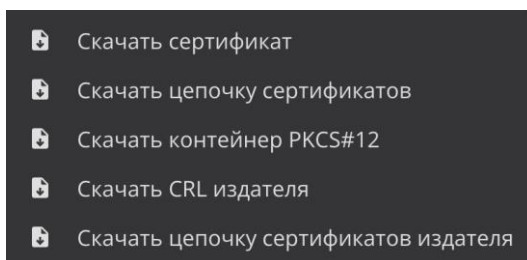 Скачать сертификат
Скачать цепочку сертификатов
Скачать контейнер PKCS#12
Скачать CRL издателя
Скачать цепочку сертификатов издателя